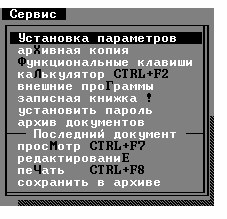 Сервис
Установка параметров
арХивная копия
Функциональные клавиши
каЛькулятор CTRL+F2
внешние проГраммы
записная книжка !
установить пароль
архив документов
Последний документ
просМотр CTRL+F7
редактированиЕ
пеЧать CTRL+F8
сохранить в архиве